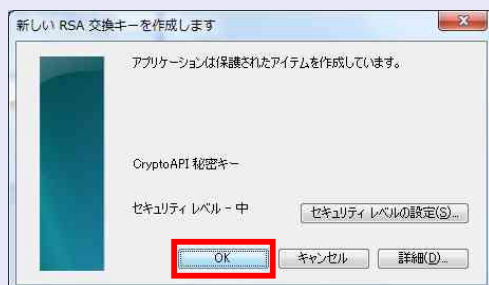 新しい RSA 交換キーを作成します
アプリケーションは保護されたアイテムを作成しています。
CryptoAPI 秘密キー
セキュリティ レベル - 中
セキュリティ レベルの設定(S)...
OK
キャンセル
詳細(D)...